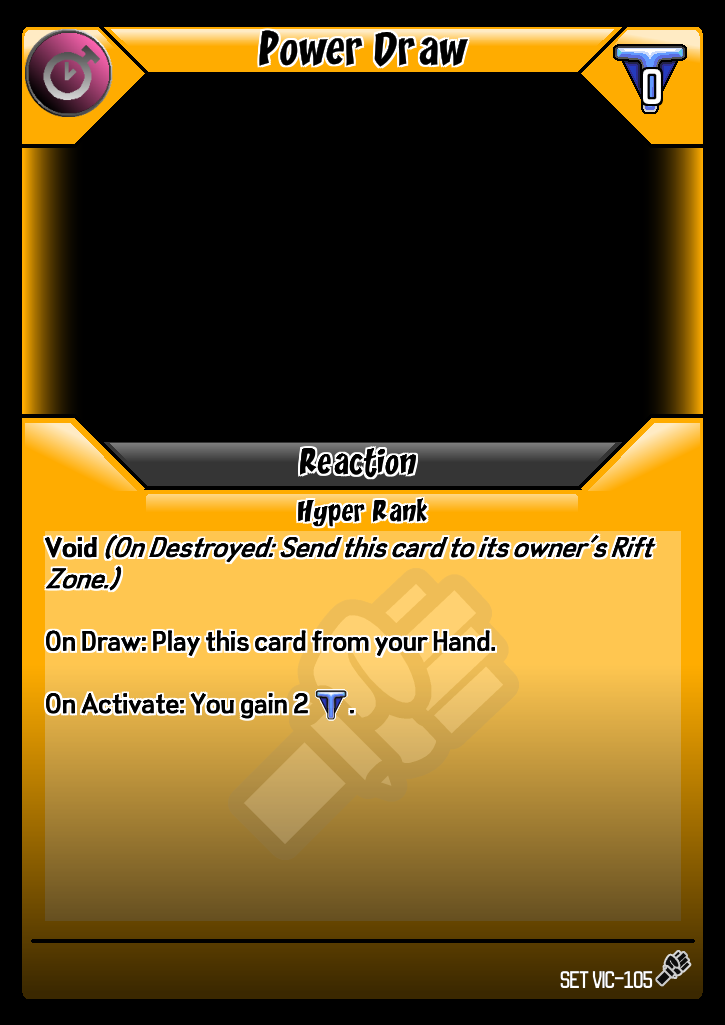 Power Draw
0
Reaction
Hyper Rank
Void (On Destroyed: Send this card to its owner's Rift
Zone.)
On Draw: Play this card from your Hand.
On Activate: You gain 2 T.
SET VIC-105